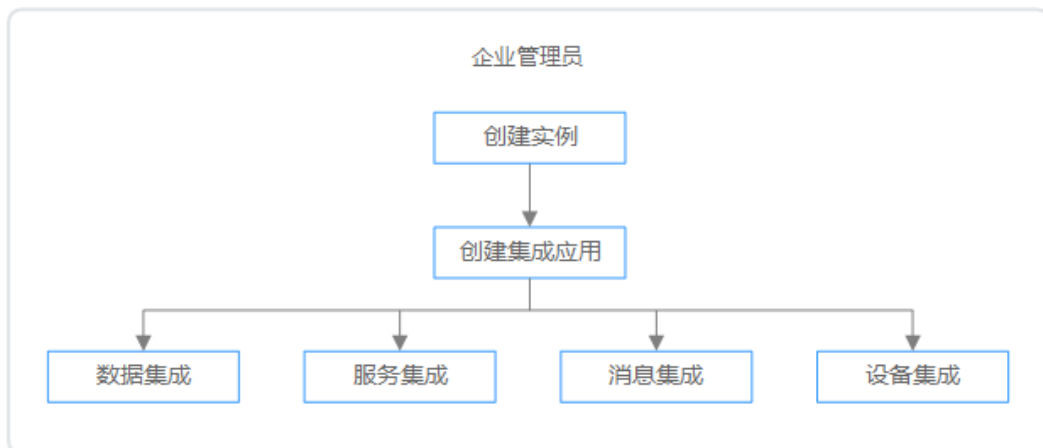 企业管理员
创建实例
创建集成应用
数据集成
服务集成
消息集成
设备集成